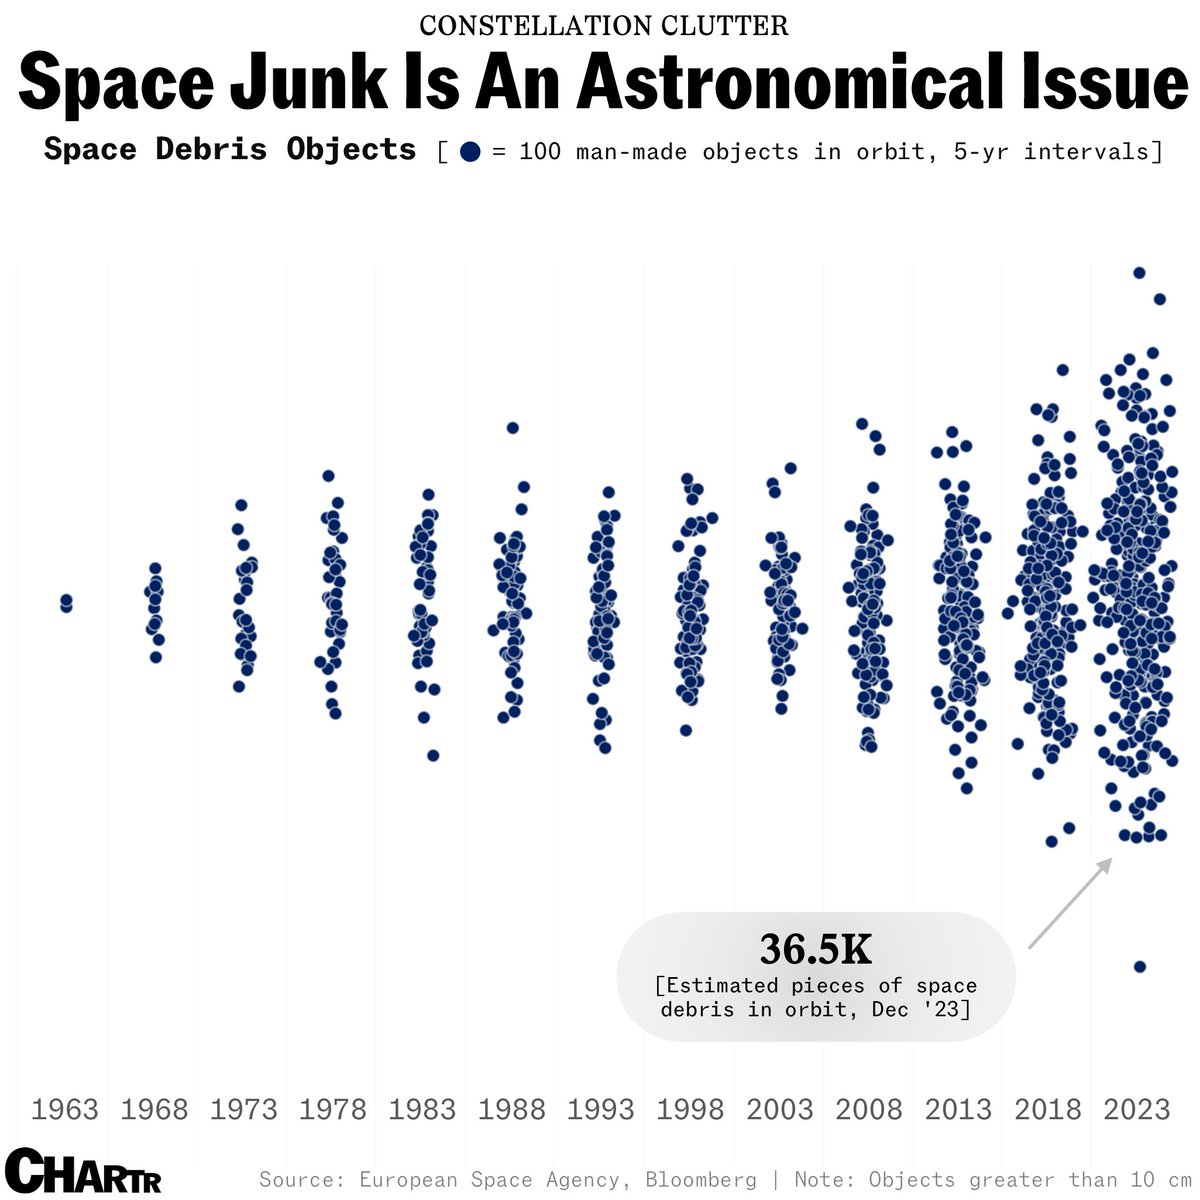 CONSTELLATION CLUTTER
Space Junk Is An Astronomical Issue
Space Debris Objects [ = 100 man-made objects in orbit, 5-yr intervals]
36.5K
[Estimated pieces of space
debris in orbit, Dec '23]
1963 1968 1973 1978 1983 1988 1993 1998 2003 2008 2013 2018 2023
CHARTR
Source: European Space Agency, Bloomberg | Note: Objects greater than 10 cm